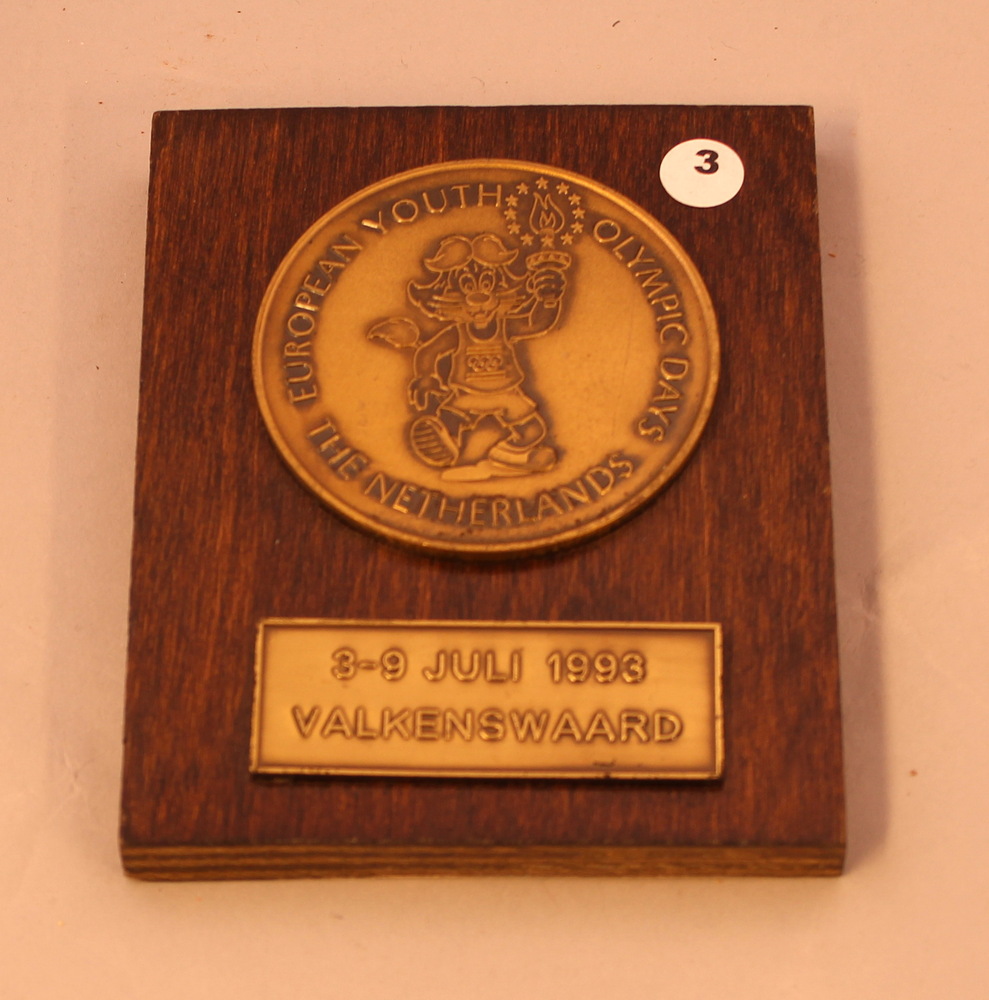 3
EUROPEAN YOUTH OLYMPIC DAYS
THE NETHERLANDS
3-9 JULI 1993
VALKENSWAARD